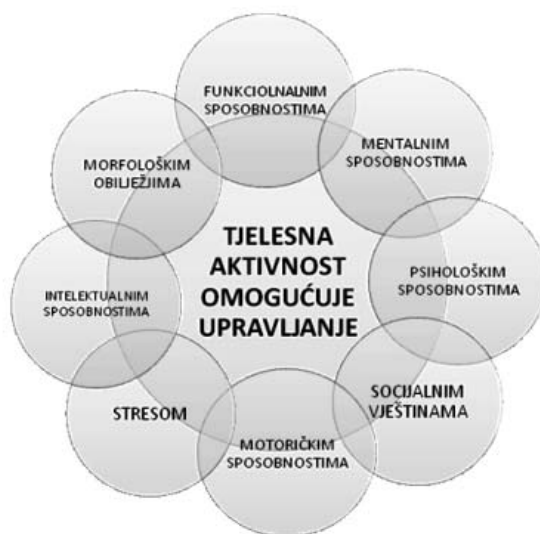 FUNKCIOLNALNIM
SPOSOBNOSTIMA
MENTALNIM
SPOSOBNOSTIMA
PSIHOLOŠKIM
SPOSOBNOSTIMA
SOCIJALNIM
VJEŠTINAMA
MOTORIČKIM
SPOSOBNOSTIMA
STRESOM
INTELEKTUALNIM
SPOSOBNOSTIMA
MORFOLOŠKIM
OBILJEŽJIMA
TJELESNA
AKTIVNOST
OMOGUĆUJE
UPRAVLJANJE